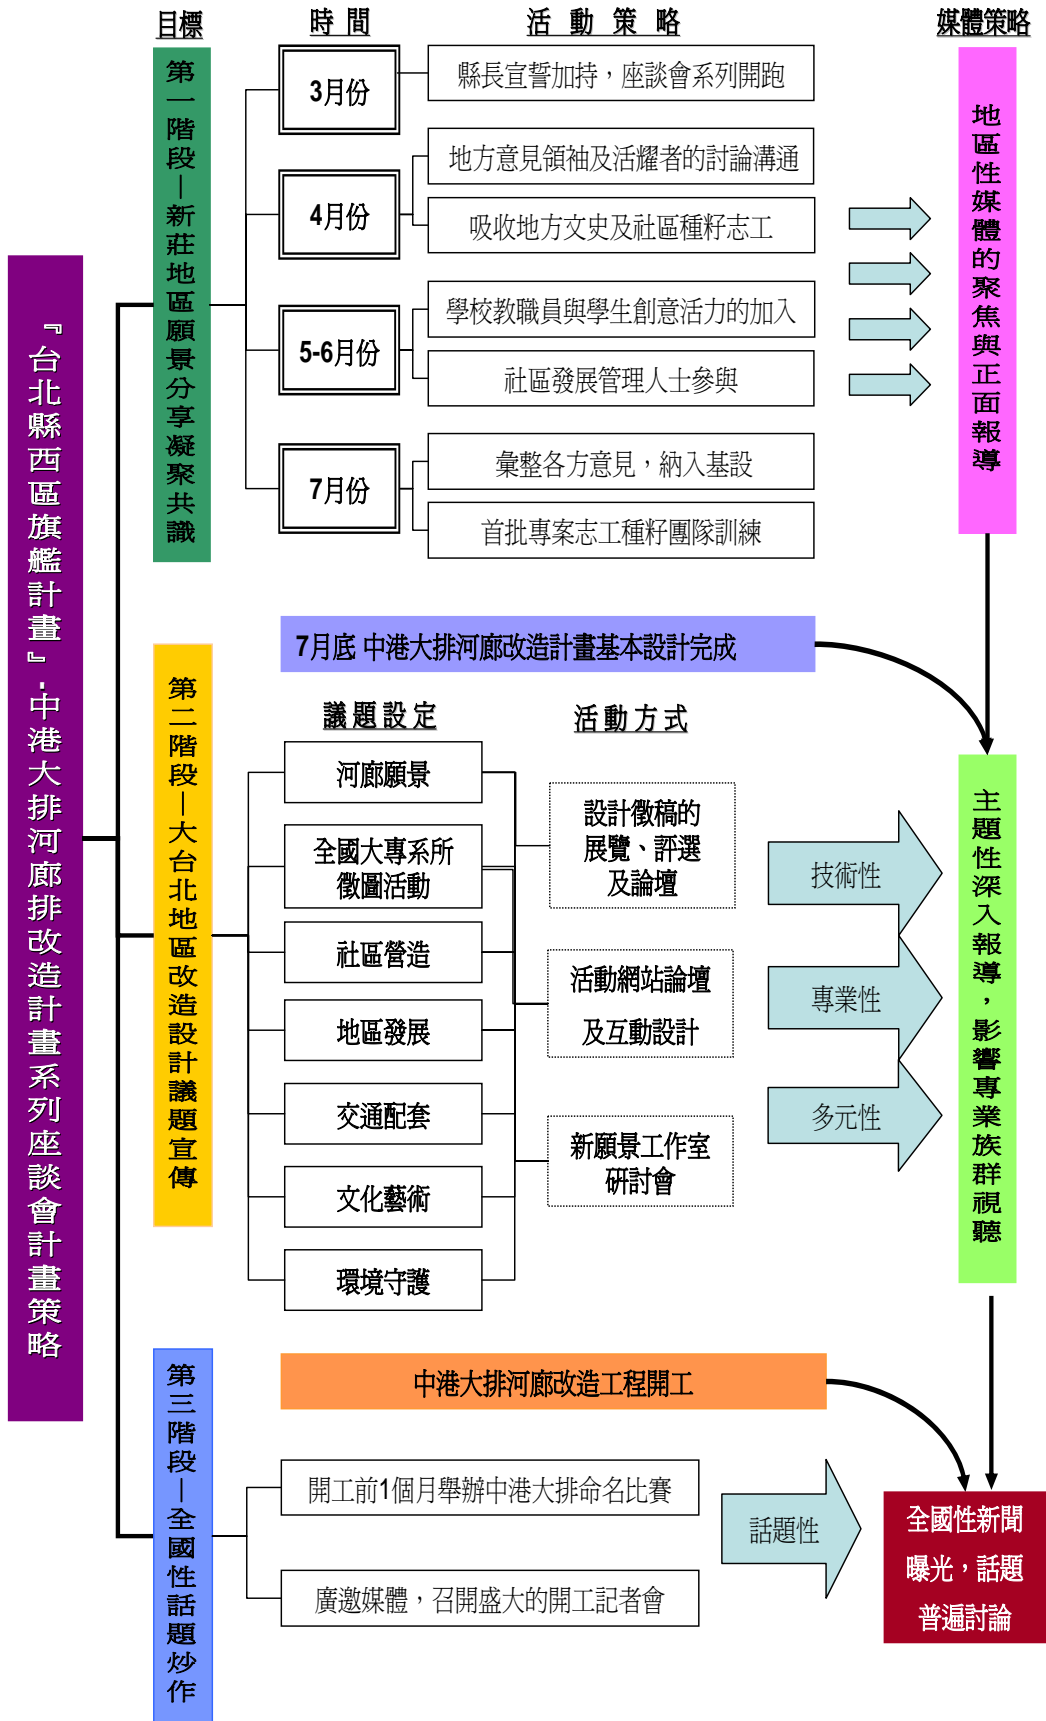 目標
時間
活動策略
媒體策略
『台北縣西區旗艦計畫』-中港大排河廊排改造計畫系列座談會計畫策略
第一階段—新莊地區願景分享凝聚共識
3月份
縣長宣誓加持，座談會系列開跑
4月份
地方意見領袖及活耀者的討論溝通
吸收地方文史及社區種籽志工
5-6月份
學校教職員與學生創意活力的加入
社區發展管理人士參與
7月份
彙整各方意見，納入基設
首批專案志工種籽團隊訓練
地區性媒體的聚焦與正面報導
7月底 中港大排河廊改造計畫基本設計完成
第二階段—大台北地區改造設計議題宣傳
議題設定
活動方式
河廊願景
全國大專系所
徵圖活動
社區營造
地區發展
交通配套
文化藝術
環境守護
設計徵稿的
展覽、評選
及論壇
活動網站論壇
及互動設計
新願景工作室
研討會
技術性
專業性
多元性
主題性深入報導，影響專業族群視聽
第三階段—全國性話題炒作
中港大排河廊改造工程開工
開工前1個月舉辦中港大排命名比賽
廣邀媒體，召開盛大的開工記者會
話題性
全國性新聞
曝光，話題
普遍討論